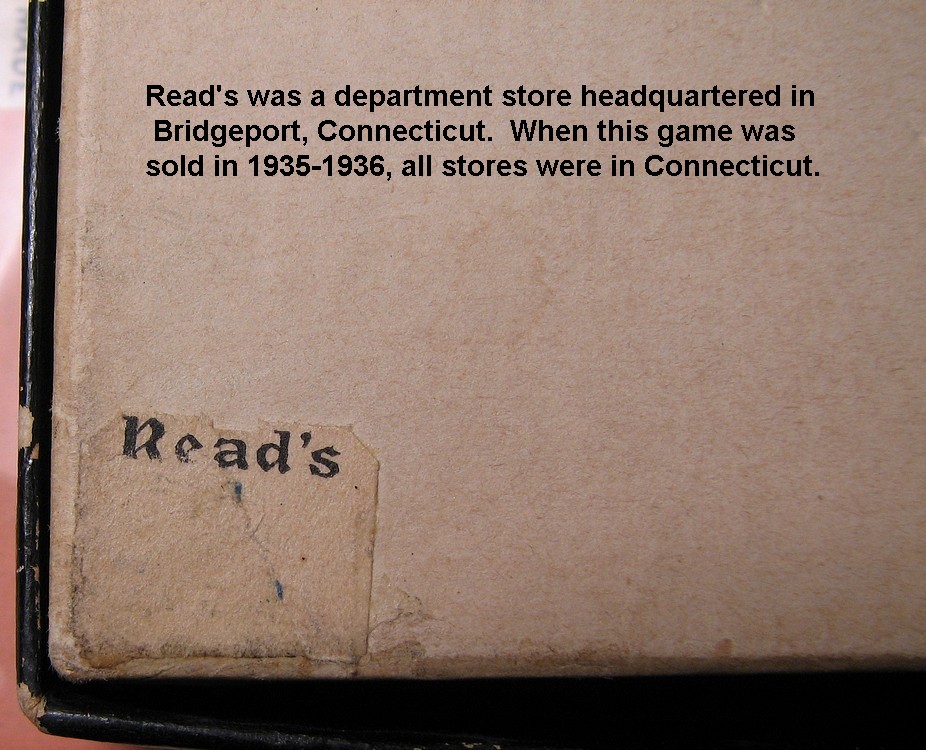 Read's was a department store headquartered in
Bridgeport, Connecticut.  When this game was
sold in 1935-1936, all stores were in Connecticut.
Read's